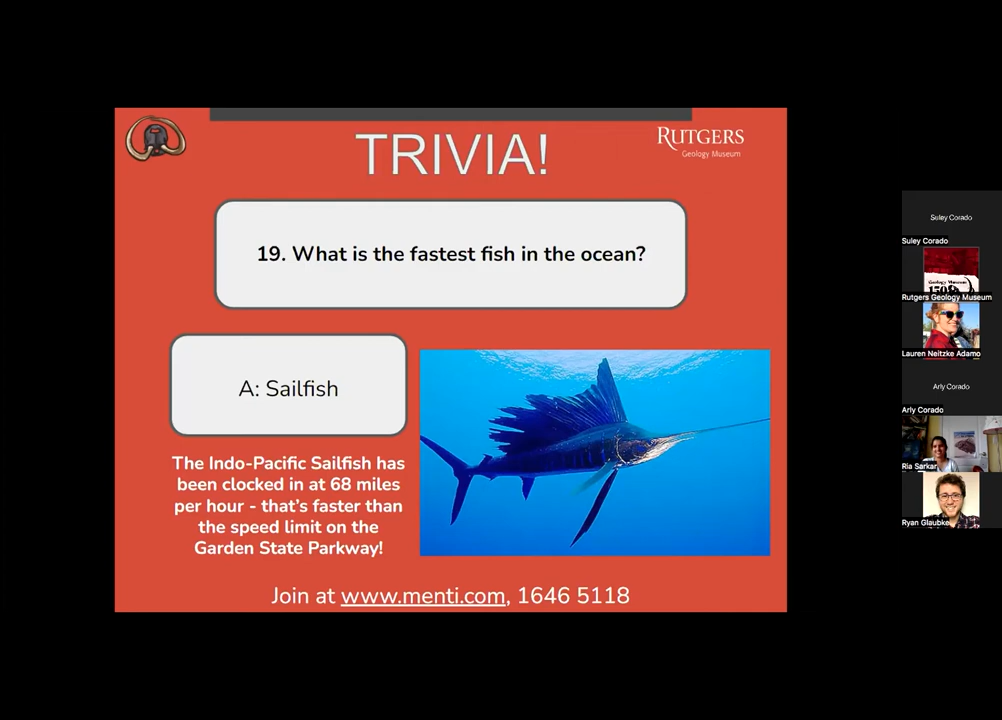 TRIVIA!
RUTGERS
Geology Museum
19. What is the fastest fish in the ocean?
A: Sailfish
The Indo-Pacific Sailfish has
been clocked in at 68 miles
per hour - that's faster than
the speed limit on the
Garden State Parkway!
Join at www.menti.com, 1646 5118
Suley Corado
Suley Corado
Geology Museum
Rutgers Geology Museum
Lauren Neitzke Adamo
Arly Corado
Arly Corado
Ria Sarkar
Ryan Glaubke